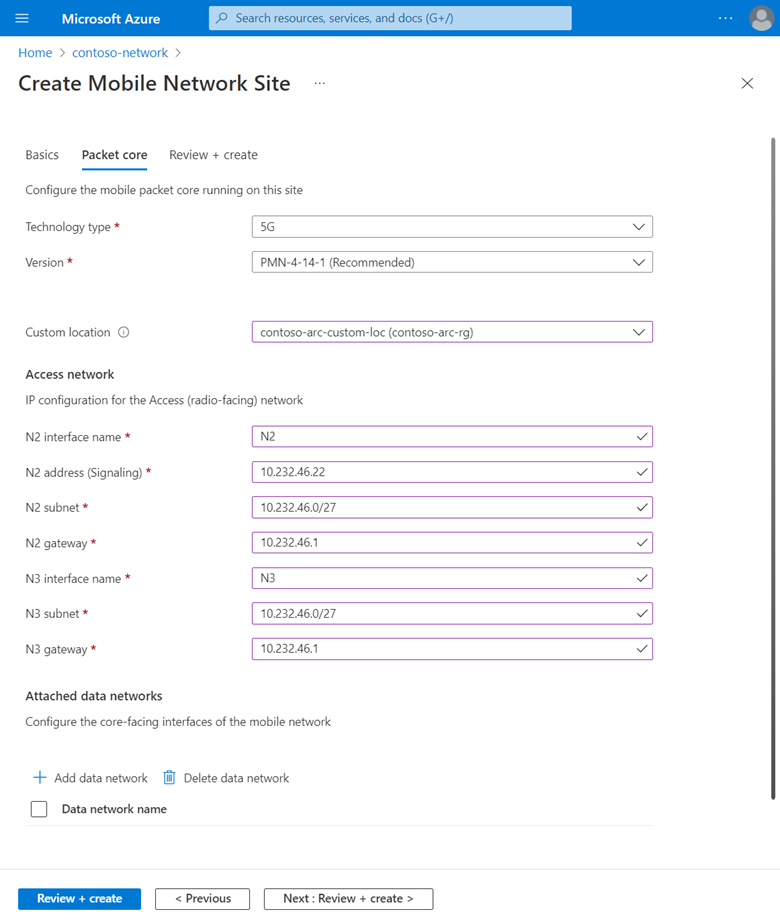 Microsoft Azure
Search resources, services, and docs (G+/)
...
Home > contoso-network >
Create Mobile Network Site
...
Basics
Packet core
Review + create
Configure the mobile packet core running on this site
Technology type *
5G
Version *
PMN-4-14-1 (Recommended)
Custom location
contoso-arc-custom-loc (contoso-arc-rg)
Access network
IP configuration for the Access (radio-facing) network
N2 interface name *
N2
N2 address (Signaling) *
10.232.46.22
N2 subnet *
10.232.46.0/27
N2 gateway *
10.232.46.1
N3 interface name *
N3
N3 subnet *
10.232.46.0/27
N3 gateway *
10.232.46.1
Attached data networks
Configure the core-facing interfaces of the mobile network
Add data network
Delete data network
Data network name
Review + create
< Previous
Next : Review + create >